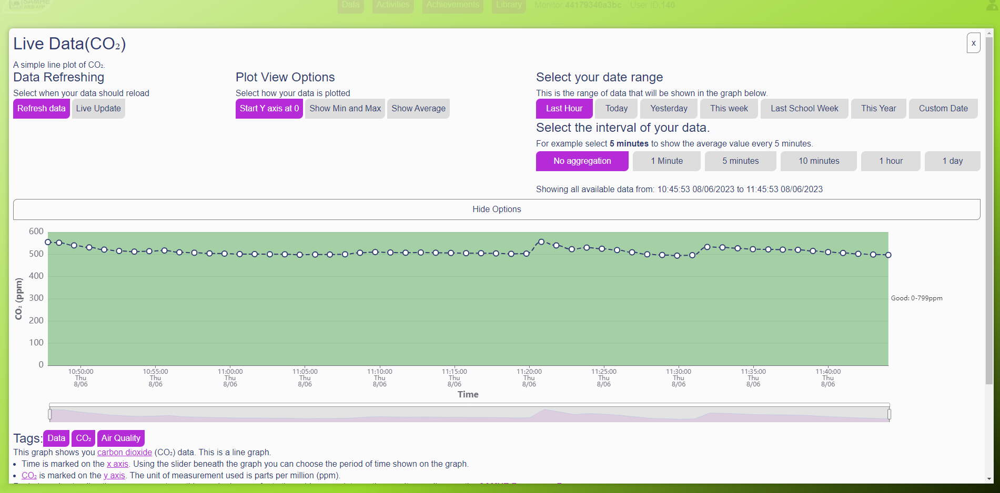 SAMHE
WEB APP
Data Activities Achievements Library Monitor:44179340a3bc User ID:140
Live Data(CO₂)
x
A simple line plot of CO₂.
Data Refreshing
Select when your data should reload
Refresh data Live Update
Plot View Options
Select how your data is plotted
Start Y axis at 0 Show Min and Max Show Average
Select your date range
This is the range of data that will be shown in the graph below.
Last Hour Today Yesterday This week Last School Week This Year Custom Date
Select the interval of your data.
For example select 5 minutes to show the average value every 5 minutes.
No aggregation 1 Minute 5 minutes 10 minutes 1 hour 1 day
Showing all available data from: 10:45:53 08/06/2023 to 11:45:53 08/06/2023
Hide Options
CO₂ (ppm)
600
500
400
300
200
100
0
Good: 0-799ppm
10:50:00 10:55:00 11:00:00 11:05:00 11:10:00 11:15:00 11:20:00 11:25:00 11:30:00 11:35:00 11:40:00
Thu Thu Thu Thu Thu Thu Thu Thu Thu Thu Thu
8/06 8/06 8/06 8/06 8/06 8/06 8/06 8/06 8/06 8/06 8/06
Time
Tags: Data CO₂ Air Quality
This graph shows you carbon dioxide (CO₂) data. This is a line graph.
• Time is marked on the x axis. Using the slider beneath the graph you can choose the period of time shown on the graph.
• CO₂ is marked on the y axis. The unit of measurement used is parts per million (ppm).